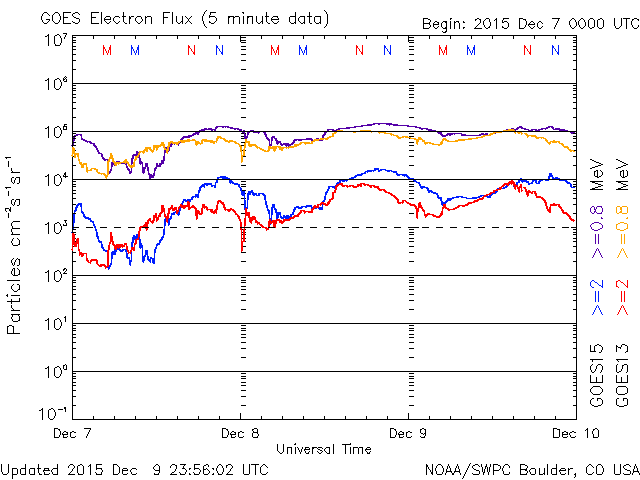 GOES Electron Flux (5 minute data)
Begin: 2015 Dec 7 0000 UTC
M M N N M M N N M M N N
10⁷
10⁶
10⁵
10⁴
10³
10²
10¹
10⁰
10⁻¹
Particles cm⁻²s⁻¹sr⁻¹
Dec 7 Dec 8 Dec 9 Dec 10
Universal Time
GOES15 >=2 >=0.8 MeV
GOES13 >=2 >=0.8 MeV
Updated 2015 Dec 9 23:56:02 UTC
NOAA/SWPC Boulder, CO USA